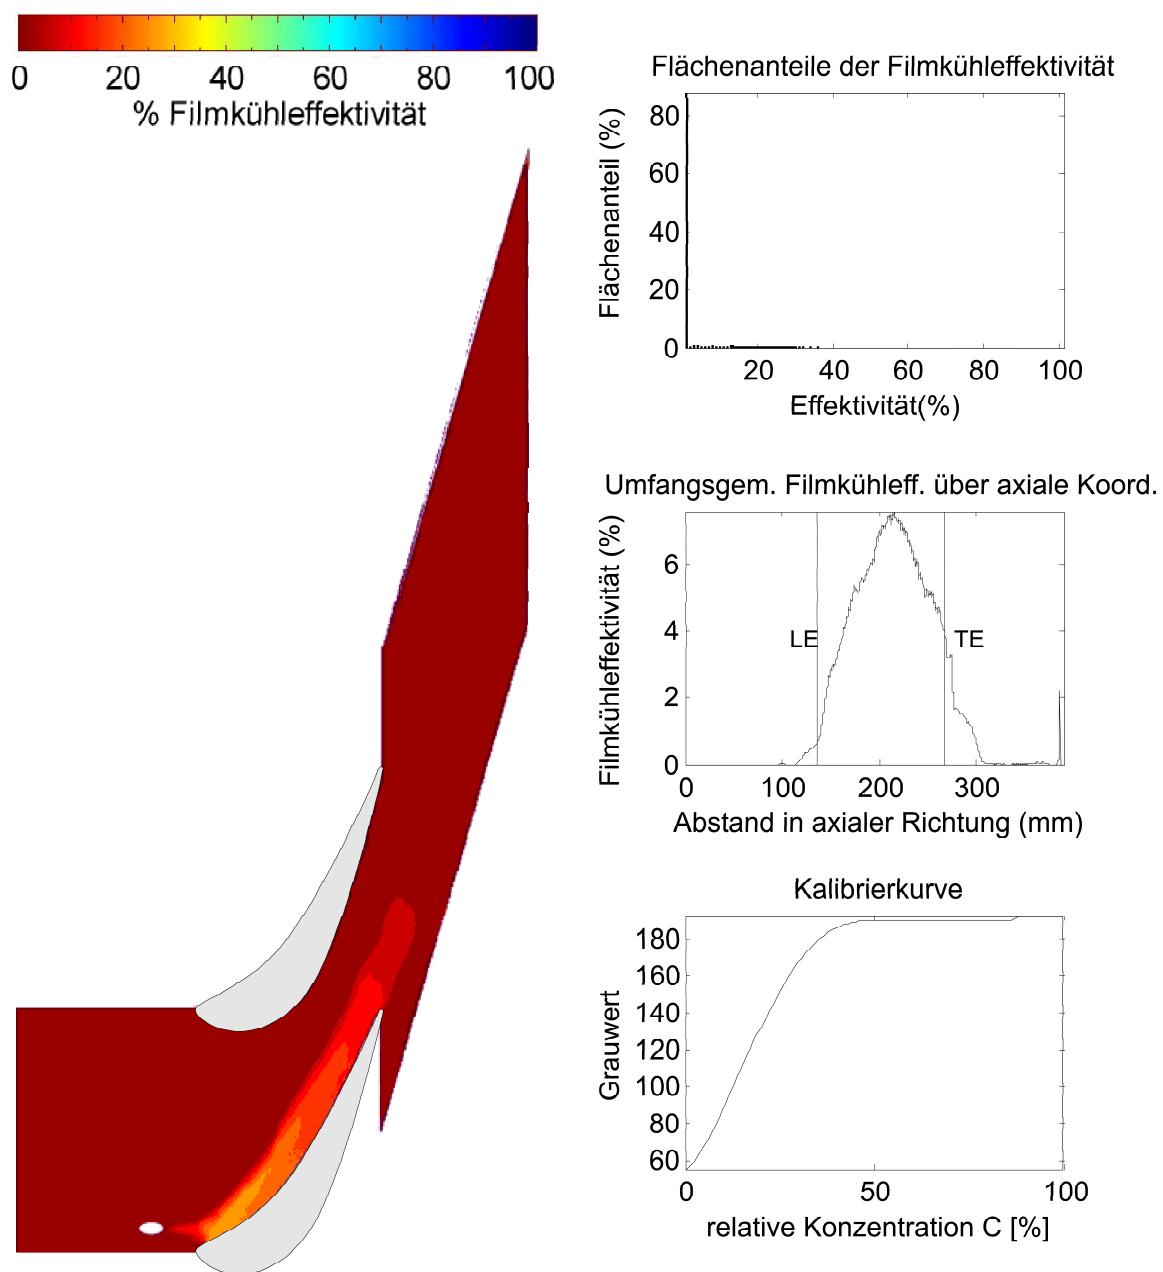 0 20 40 60 80 100
% Filmkühleffektivität
Flächenanteile der Filmkühleffektivität
Flächenanteil (%)
80
60
40
20
0
20 40 60 80 100
Effektivität(%)
Umfangsgem. Filmkühleff. über axiale Koord.
Filmkühleffektivität (%)
6
4
2
0
LE TE
0 100 200 300
Abstand in axialer Richtung (mm)
Kalibrierkurve
Grauwert
180
160
140
120
100
80
60
0 50 100
relative Konzentration C [%]